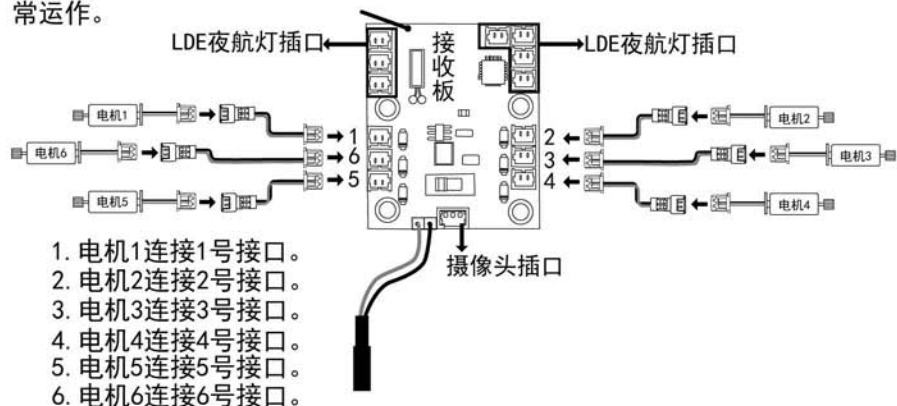 常运作。
LDE夜航灯插口
LDE夜航灯插口
接收板
电机1
1
2
电机2
电机6
6
3
电机3
电机5
5
4
电机4
摄像头插口
1. 电机1连接1号接口。
2. 电机2连接2号接口。
3. 电机3连接3号接口。
4. 电机4连接4号接口。
5. 电机5连接5号接口。
6. 电机6连接6号接口。